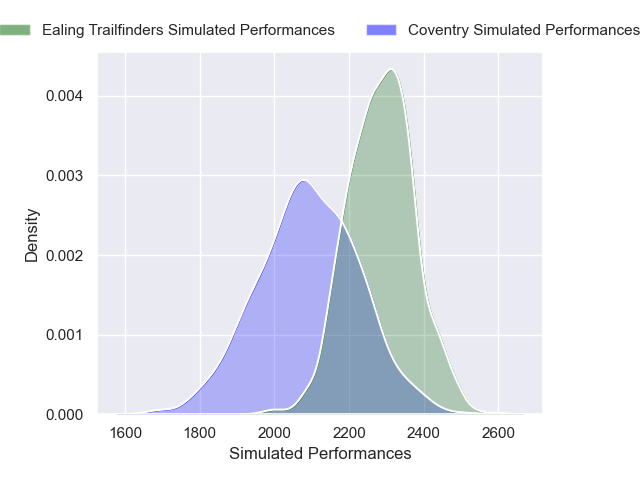 Ealing Trailfinders Simulated Performances
Coventry Simulated Performances
0.004
0.003
0.002
0.001
0.000
Density
1600 1800 2000 2200 2400 2600
Simulated Performances